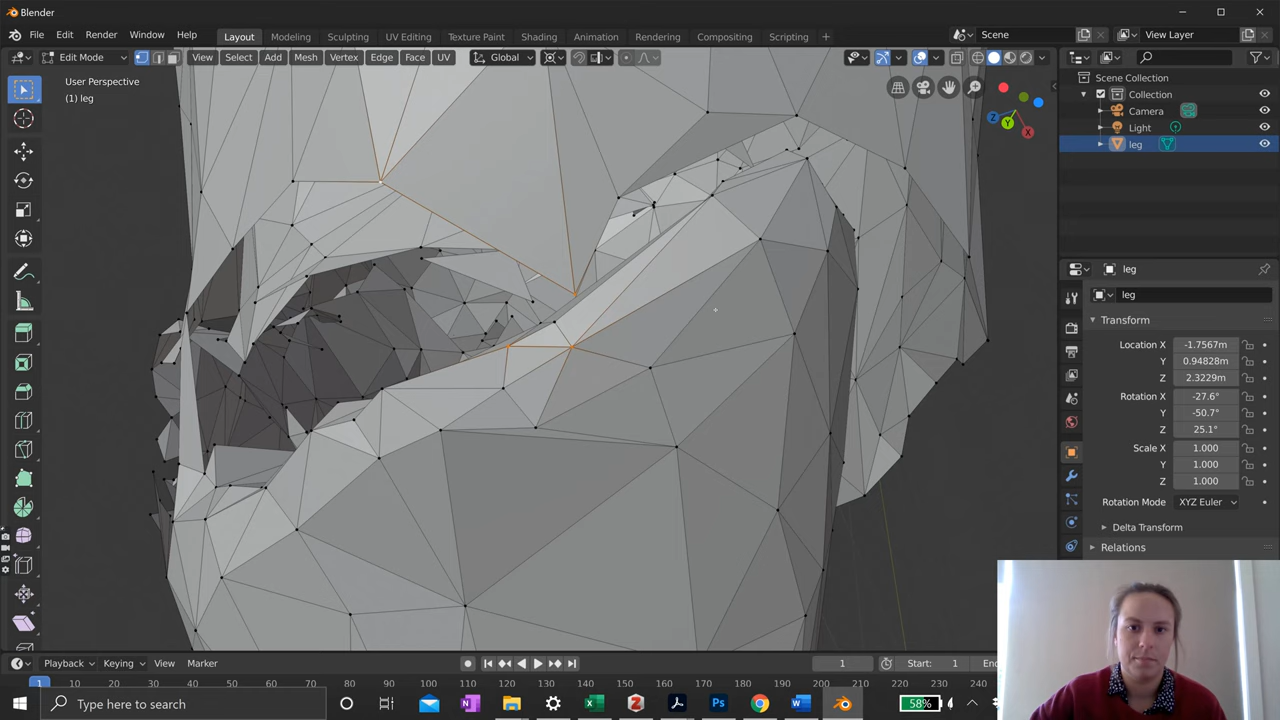 Blender
File Edit Render Window Help Layout Modeling Sculpting UV Editing Texture Paint Shading Animation Rendering Compositing Scripting + Scene View Layer
Edit Mode View Select Add Mesh Vertex Edge Face UV Global
User Perspective
(1) leg
Scene Collection
Collection
Camera
Light
leg
X
Y
Z
leg
leg
Transform
Location X -1.7567m
Y 0.94828m
Z 2.3229m
Rotation X -27.6°
Y -50.7°
Z 25.1°
Scale X 1.000
Y 1.000
Z 1.000
Rotation Mode XYZ Euler
Delta Transform
Relations
Playback Keying View Marker 1 Start: 1 En
1 10 20 30 40 50 60 70 80 90 100 110 120 130 140 150 160 170 180 190 200 210 220
Type here to search 58%